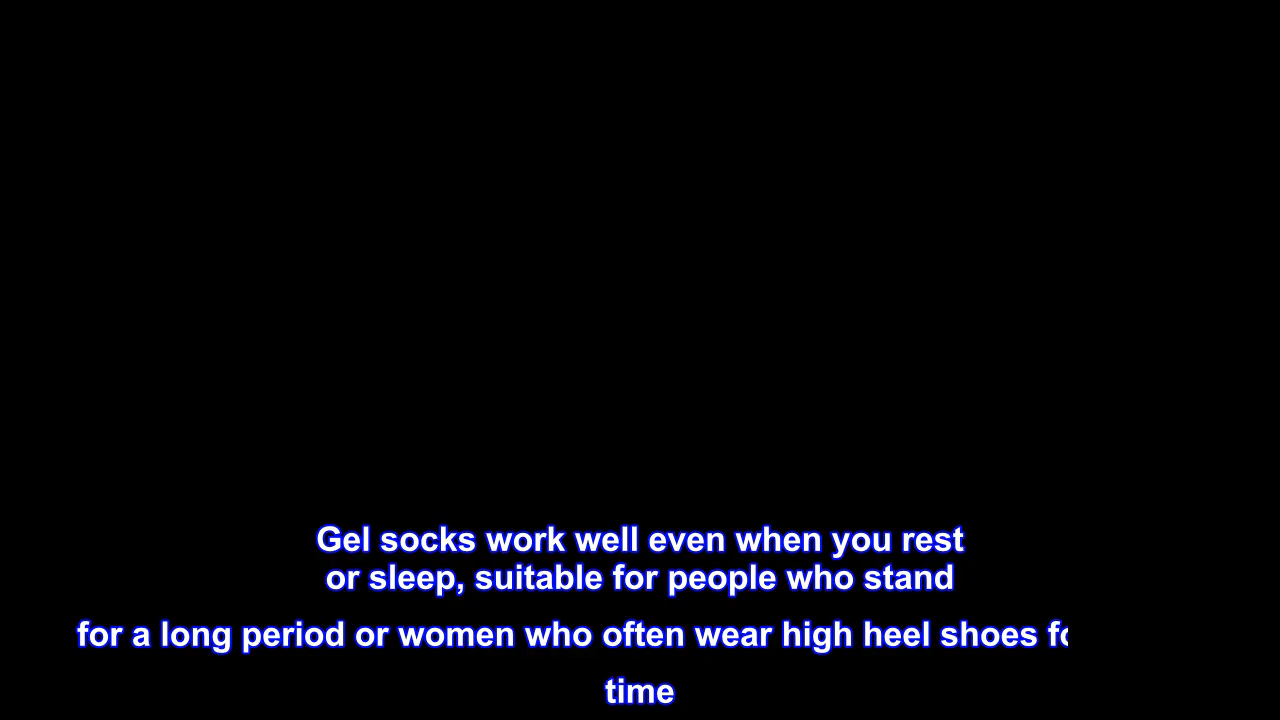 Gel socks work well even when you rest
or sleep, suitable for people who stand
for a long period or women who often wear high heel shoes
time